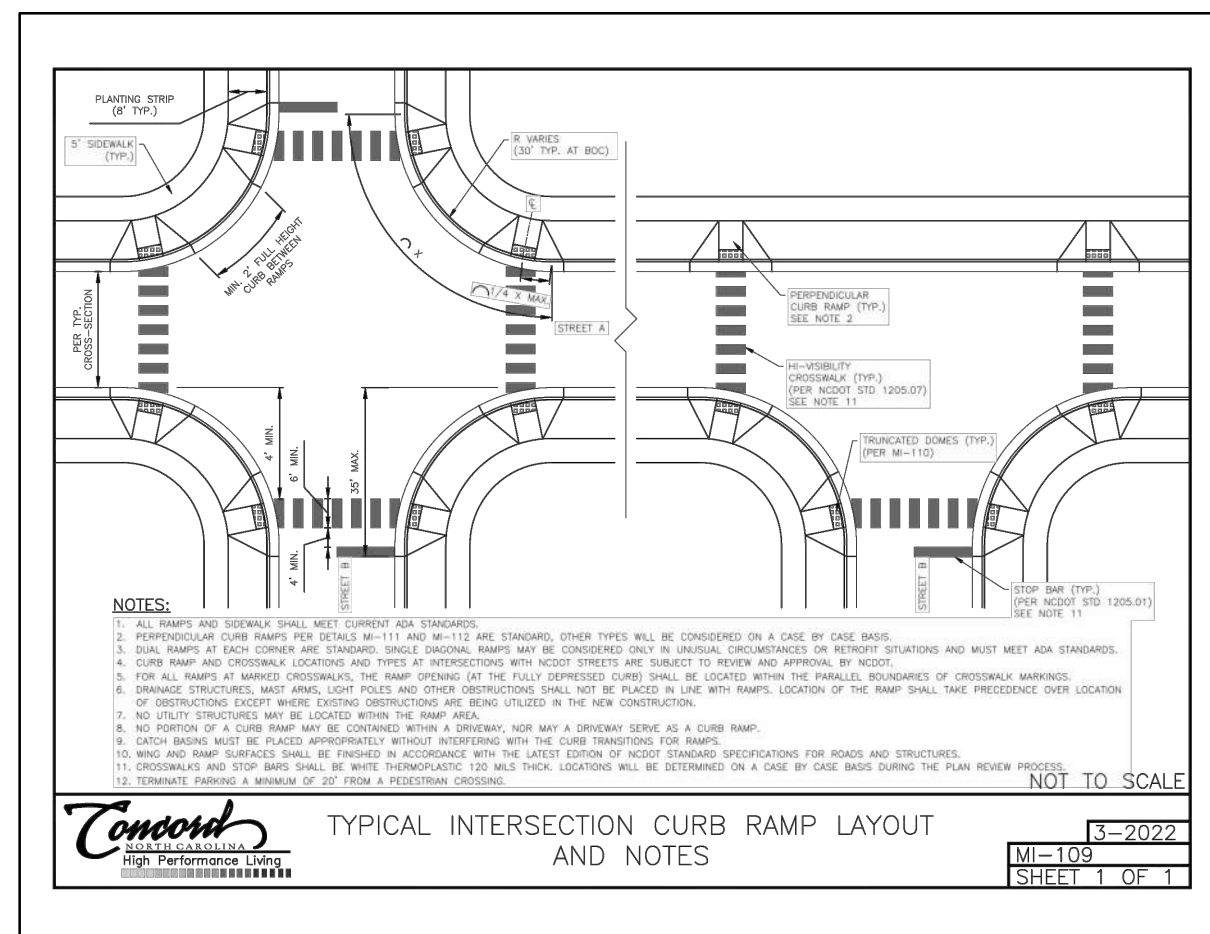 PLANTING STRIP
(8' TYP.)
5' SIDEWALK
(TYP.)
R VARIES
(30' TYP. AT BOC)
℄
MIN. 2' FULL HEIGHT
CURB BETWEEN
RAMPS
X
1/4 X MAX.
STREET A
PER TYP.
CROSS-SECTION
PERPENDICULAR
CURB RAMP (TYP.)
SEE NOTE 2
HI-VISIBILITY
CROSSWALK (TYP.)
(PER NCDOT STD 1205.07)
SEE NOTE 11
TRUNCATED DOMES (TYP.)
(PER MI-110)
4' MIN.
6' MIN.
35' MAX.
4' MIN.
STREET B
STREET B
STOP BAR (TYP.)
(PER NCDOT STD 1205.01)
SEE NOTE 11
NOTES:
1. ALL RAMPS AND SIDEWALK SHALL MEET CURRENT ADA STANDARDS.
2. PERPENDICULAR CURB RAMPS PER DETAILS MI-111 AND MI-112 ARE STANDARD, OTHER TYPES WILL BE CONSIDERED ON A CASE BY CASE BASIS.
3. DUAL RAMPS AT EACH CORNER ARE STANDARD. SINGLE DIAGONAL RAMPS MAY BE CONSIDERED ONLY IN UNUSUAL CIRCUMSTANCES OR RETROFIT SITUATIONS AND MUST MEET ADA STANDARDS.
4. CURB RAMP AND CROSSWALK LOCATIONS AND TYPES AT INTERSECTIONS WITH NCDOT STREETS ARE SUBJECT TO REVIEW AND APPROVAL BY NCDOT.
5. FOR ALL RAMPS AT MARKED CROSSWALKS, THE RAMP OPENING (AT THE FULLY DEPRESSED CURB) SHALL BE LOCATED WITHIN THE PARALLEL BOUNDARIES OF CROSSWALK MARKINGS.
6. DRAINAGE STRUCTURES, MAST ARMS, LIGHT POLES AND OTHER OBSTRUCTIONS SHALL NOT BE PLACED IN LINE WITH RAMPS. LOCATION OF THE RAMP SHALL TAKE PRECEDENCE OVER LOCATION
OF OBSTRUCTIONS EXCEPT WHERE EXISTING OBSTRUCTIONS ARE BEING UTILIZED IN THE NEW CONSTRUCTION.
7. NO UTILITY STRUCTURES MAY BE LOCATED WITHIN THE RAMP AREA.
8. NO PORTION OF A CURB RAMP MAY BE CONTAINED WITHIN A DRIVEWAY, NOR MAY A DRIVEWAY SERVE AS A CURB RAMP.
9. CATCH BASINS MUST BE PLACED APPROPRIATELY WITHOUT INTERFERING WITH THE CURB TRANSITIONS FOR RAMPS.
10. WING AND RAMP SURFACES SHALL BE FINISHED IN ACCORDANCE WITH THE LATEST EDITION OF NCDOT STANDARD SPECIFICATIONS FOR ROADS AND STRUCTURES.
11. CROSSWALKS AND STOP BARS SHALL BE WHITE THERMOPLASTIC 120 MILS THICK. LOCATIONS WILL BE DETERMINED ON A CASE BY CASE BASIS DURING THE PLAN REVIEW PROCESS.
12. TERMINATE PARKING A MINIMUM OF 20' FROM A PEDESTRIAN CROSSING.
NOT TO SCALE
Concord
NORTH CAROLINA
High Performance Living
TYPICAL INTERSECTION CURB RAMP LAYOUT
AND NOTES
3-2022
MI-109
SHEET 1 OF 1